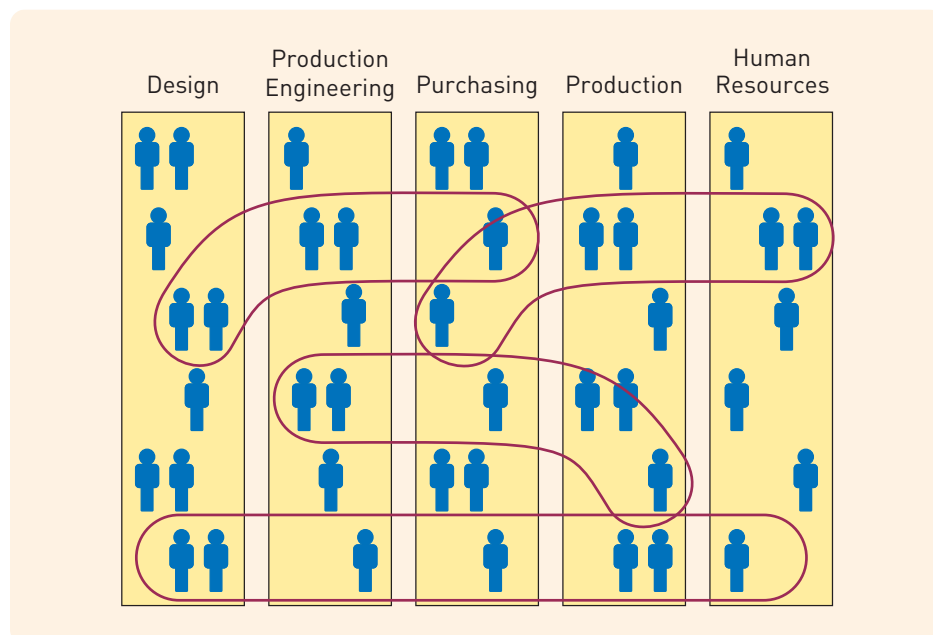 Design
Production
Engineering
Purchasing
Production
Human
Resources